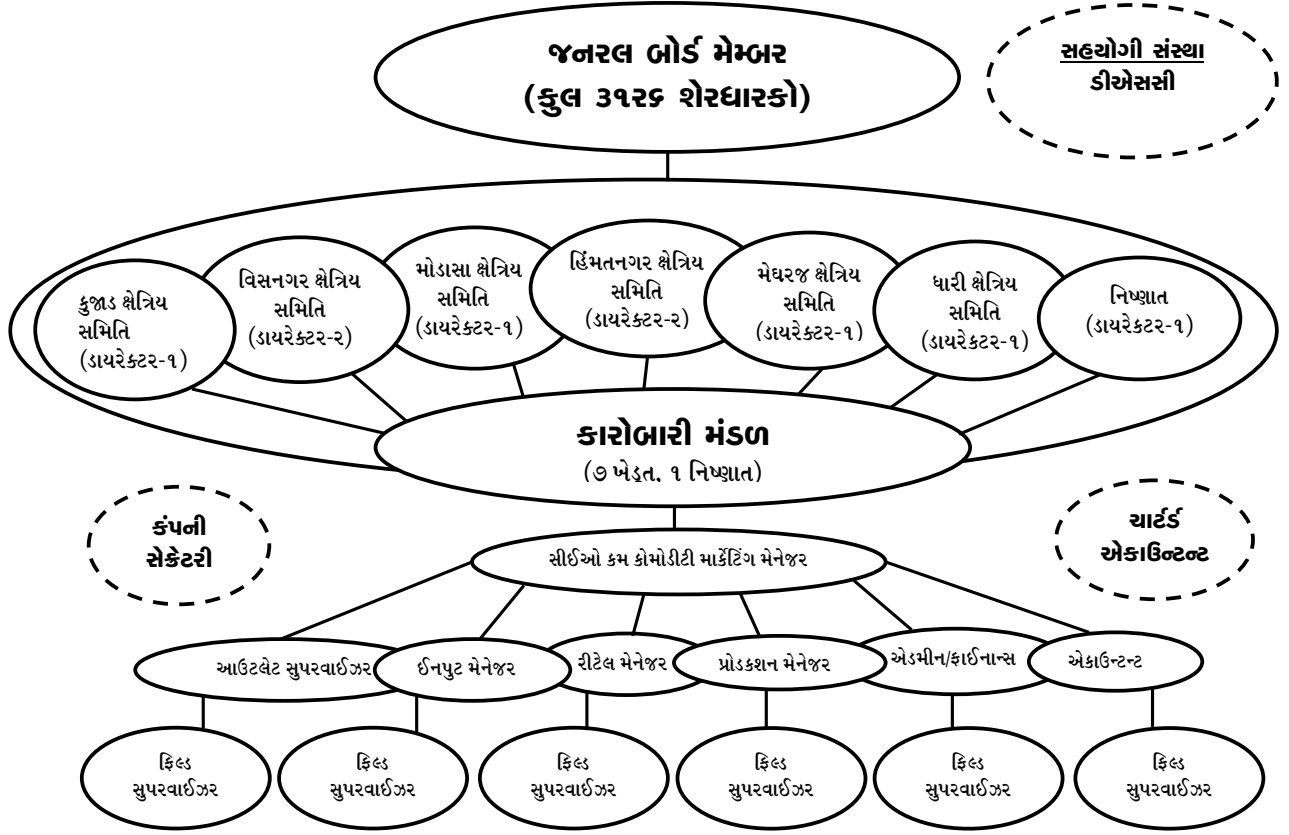 જનરલ બોર્ડ મેમ્બર
(કુલ ૩૧૨૬ શેરધારકો)
સહયોગી સંસ્થા
ડીએસસી
કુજાડ ક્ષેત્રિય
સમિતિ
(ડાયરેક્ટર-૧)
વિસનગર ક્ષેત્રિય
સમિતિ
(ડાયરેક્ટર-૨)
મોડાસા ક્ષેત્રિય
સમિતિ
(ડાયરેક્ટર-૧)
હિંમતનગર ક્ષેત્રિય
સમિતિ
(ડાયરેક્ટર-૨)
મેઘરજ ક્ષેત્રિય
સમિતિ
(ડાયરેક્ટર-૧)
ધારી ક્ષેત્રિય
સમિતિ
(ડાયરેકટર-૧)
નિષ્ણાત
(ડાયરેકટર-૧)
કારોબારી મંડળ
(૭ ખેડૂત, ૧ નિષ્ણાત)
કંપની
સેક્રેટરી
ચાર્ટર્ડ
એકાઉન્ટન્ટ
સીઈઓ કમ કોમોડીટી માર્કેટિંગ મેનેજર
આઉટલેટ સુપરવાઈઝર
ઈનપુટ મેનેજર
રીટેલ મેનેજર
પ્રોડકશન મેનેજર
એડમીન/ફાઈનાન્સ
એકાઉન્ટન્ટ
ફિલ્ડ
સુપરવાઈઝર
ફિલ્ડ
સુપરવાઈઝર
ફિલ્ડ
સુપરવાઈઝર
ફિલ્ડ
સુપરવાઈઝર
ફિલ્ડ
સુપરવાઈઝર
ફિલ્ડ
સુપરવાઈઝર